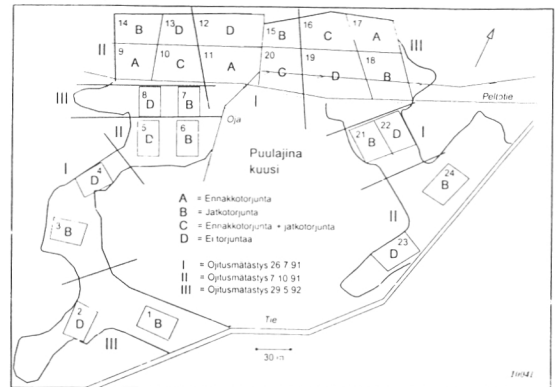 14 B
13 D
12 D
15 B
16 C
17 A
II
9 A
10 C
11 A
20 C
19 D
18 B
III
III
8 D
7 B
I
Peltotie
Oja
II
5 D
6 B
21 B
22 D
I
Puulajina
kuusi
I
4 D
24 B
A = Ennakkotorjunta
B = Jatkotorjunta
C = Ennakkotorjunta + jatkotorjunta
D = Ei torjuntaa
3 B
II
23 D
I = Ojitusmätästys 26.7.91
II = Ojitusmätästys 7.10.91
III = Ojitusmätästys 29.5.92
2 D
1 B
III
Tie
30 m